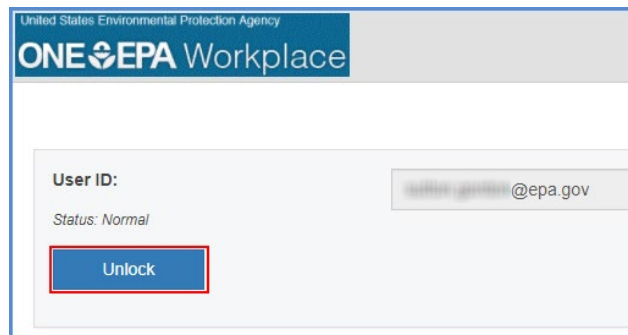 United States Environmental Protection Agency
ONE EPA Workplace
User ID:
@epa.gov
Status: Normal
Unlock